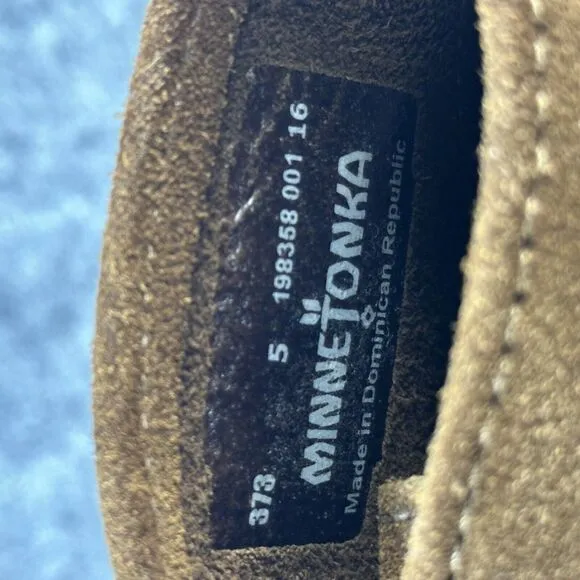 373 5 198358 001 16
MINNETONKA
Made in Dominican Republic